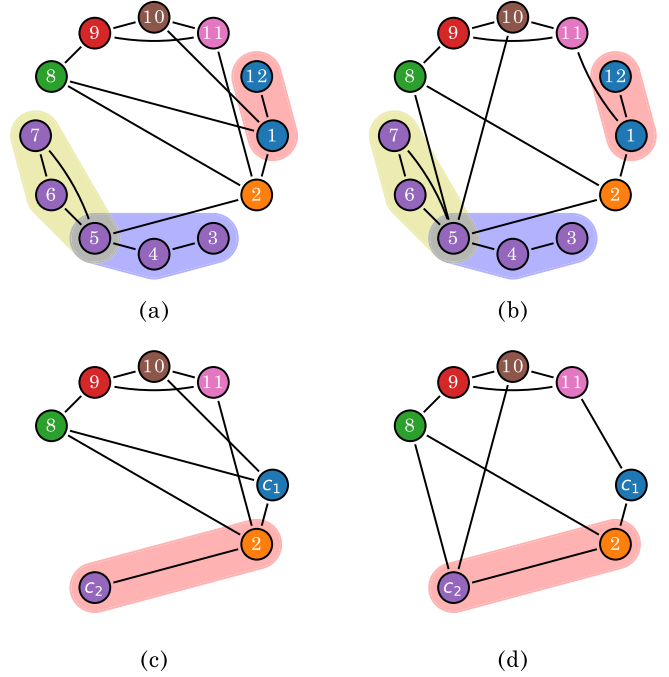 10 10
9 11 9 11
8 12 8 12
7 1 7 1
6 2 6 2
5 4 3 5 4 3
(a) (b)
10 10
9 11 9 11
8 8
c₁ c₁
2 2
c₂ c₂
(c) (d)